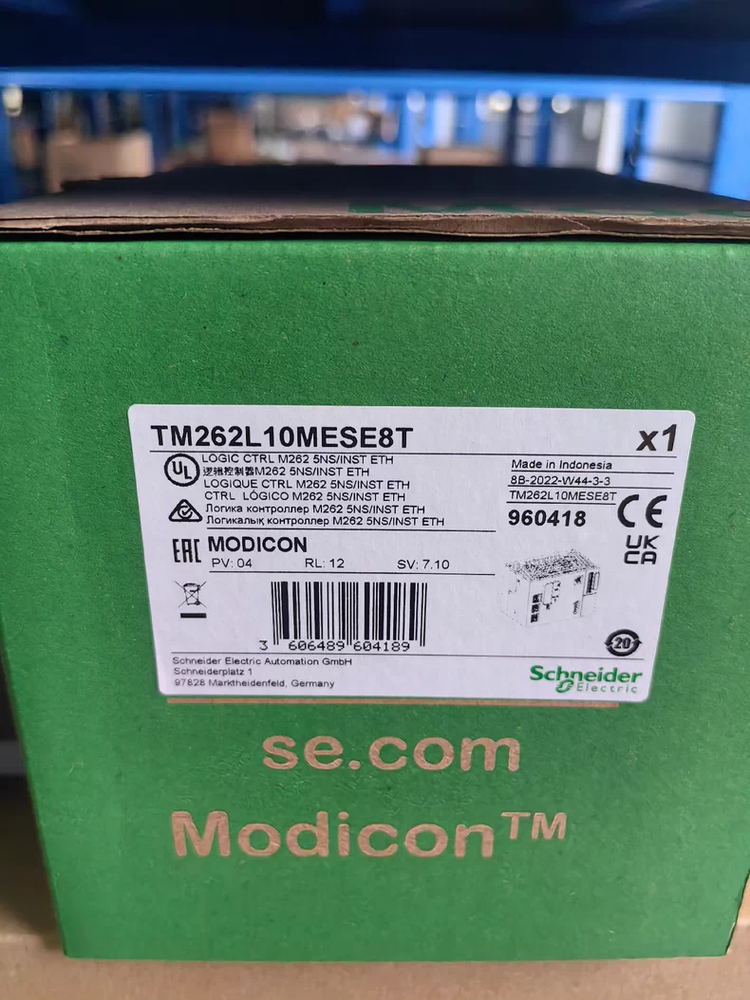 TM262L10MESE8T
x1
LOGIC CTRL M262 5NS/INST ETH
逻辑控制器M262 5NS/INST ETH
LOGIQUE CTRL M262 5NS/INST ETH
CTRL LÓGICO M262 5NS/INST ETH
Логика контроллер M262 5NS/INST ETH
Логикалық контроллер M262 5NS/INST ETH
UL
Made in Indonesia
8B-2022-W44-3-3
TM262L10MESE8T
960418
CE
UK
CA
EAC
MODICON
PV: 04 RL: 12 SV: 7.10
3 606489 604189
20
Schneider Electric Automation GmbH
Schneiderplatz 1
97828 Marktheidenfeld, Germany
Schneider
Electric
se.com
Modicon™